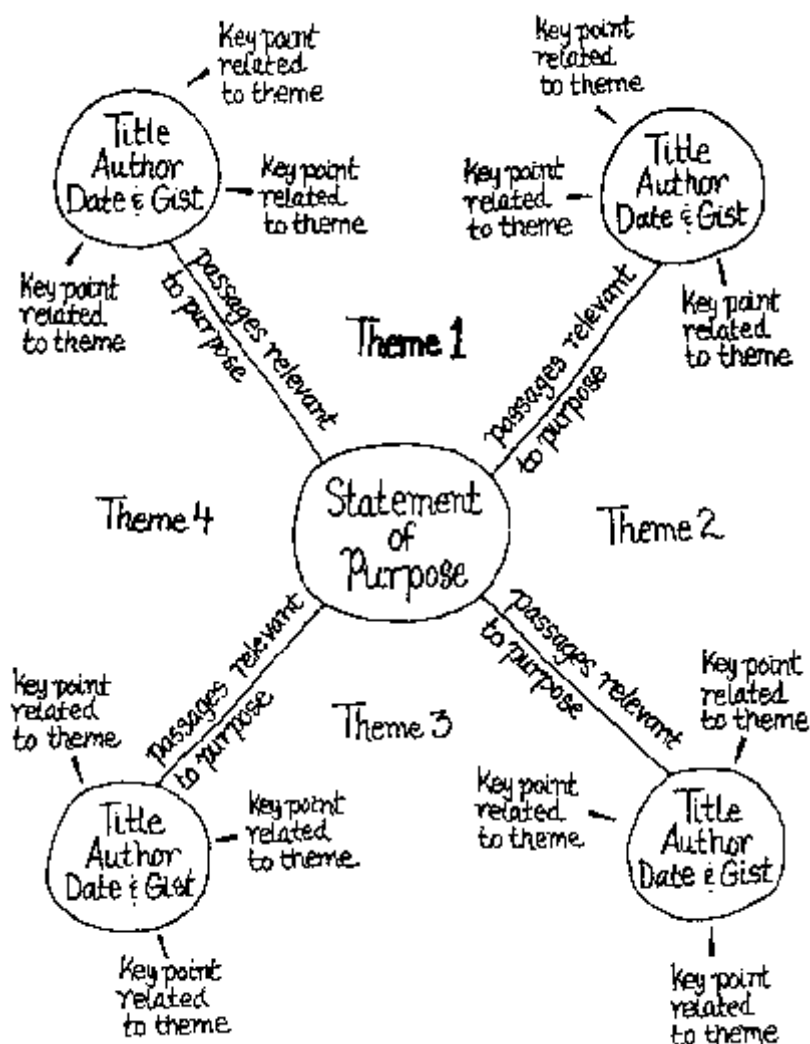 Key point
related
to theme
Title
Author
Date & Gist
Key point
related
to theme
Key point
related
to theme
passages relevant
to purpose
Key point
related
to theme
Key point
related
to theme
Title
Author
Date & Gist
Key point
related
to theme
passages relevant
to purpose
Theme 1
Theme 4
Statement
of
Purpose
Theme 2
passages relevant
to purpose
Theme 3
passages relevant
to purpose
Key point
related
to theme
Title
Author
Date & Gist
Key point
related
to theme
Key point
related
to theme
Key point
related
to theme
Key point
related
to theme
Title
Author
Date & Gist
Key point
related
to theme